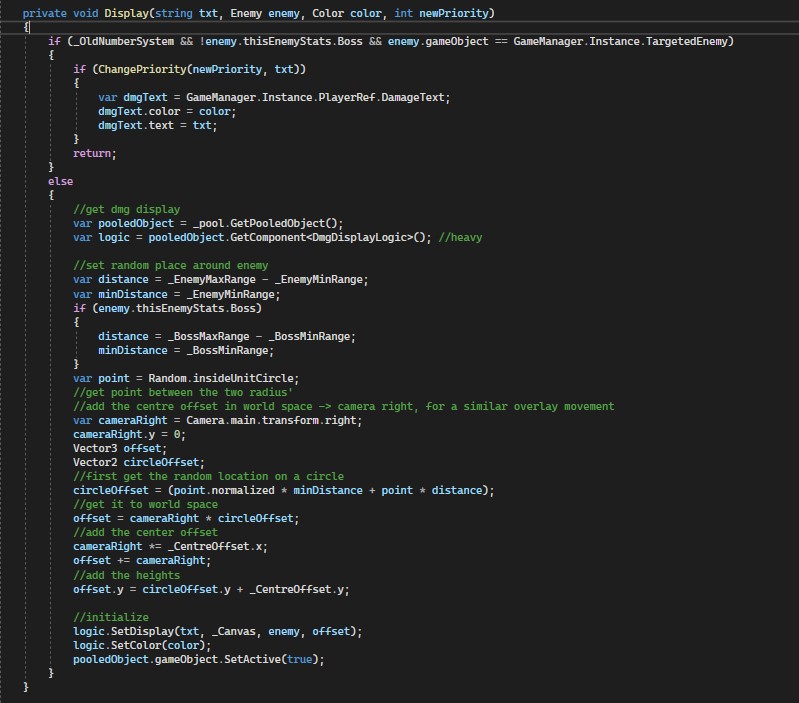 private void Display(string txt, Enemy enemy, Color color, int newPriority)
{
if (_OldNumberSystem && !enemy.thisEnemyStats.Boss && enemy.gameObject == GameManager.Instance.TargetedEnemy)
{
if (ChangePriority(newPriority, txt))
{
var dmgText = GameManager.Instance.PlayerRef.DamageText;
dmgText.color = color;
dmgText.text = txt;
}
return;
}
else
{
//get dmg display
var pooledObject = _pool.GetPooledObject();
var logic = pooledObject.GetComponent<DmgDisplayLogic>(); //heavy
//set random place around enemy
var distance = _EnemyMaxRange - _EnemyMinRange;
var minDistance = _EnemyMinRange;
if (enemy.thisEnemyStats.Boss)
{
distance = _BossMaxRange - _BossMinRange;
minDistance = _BossMinRange;
}
var point = Random.insideUnitCircle;
//get point between the two radius'
//add the centre offset in world space -> camera right, for a similar overlay movement
var cameraRight = Camera.main.transform.right;
cameraRight.y = 0;
Vector3 offset;
Vector2 circleOffset;
//first get the random location on a circle
circleOffset = (point.normalized * minDistance + point * distance);
//get it to world space
offset = cameraRight * circleOffset;
//add the center offset
cameraRight *= _CentreOffset.x;
offset += cameraRight;
//add the heights
offset.y = circleOffset.y + _CentreOffset.y;
//initialize
logic.SetDisplay(txt, _Canvas, enemy, offset);
logic.SetColor(color);
pooledObject.gameObject.SetActive(true);
}
}